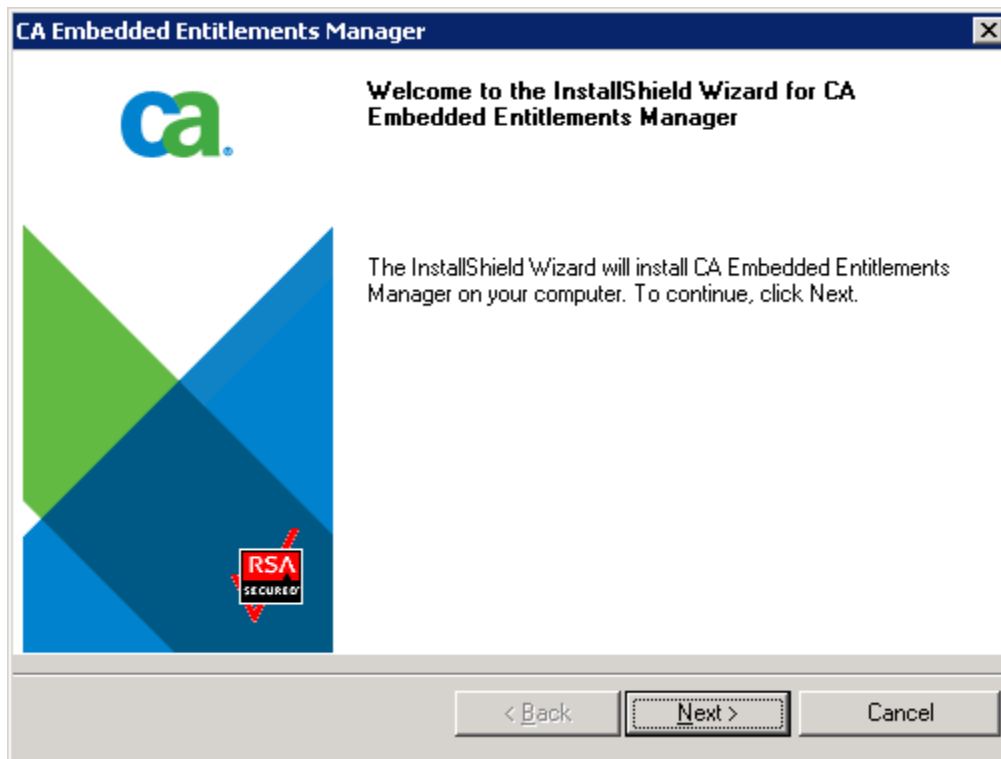 CA Embedded Entitlements Manager
ca
Welcome to the InstallShield Wizard for CA
Embedded Entitlements Manager
The InstallShield Wizard will install CA Embedded Entitlements
Manager on your computer. To continue, click Next.
RSA
SECURED
< Back
Next >
Cancel